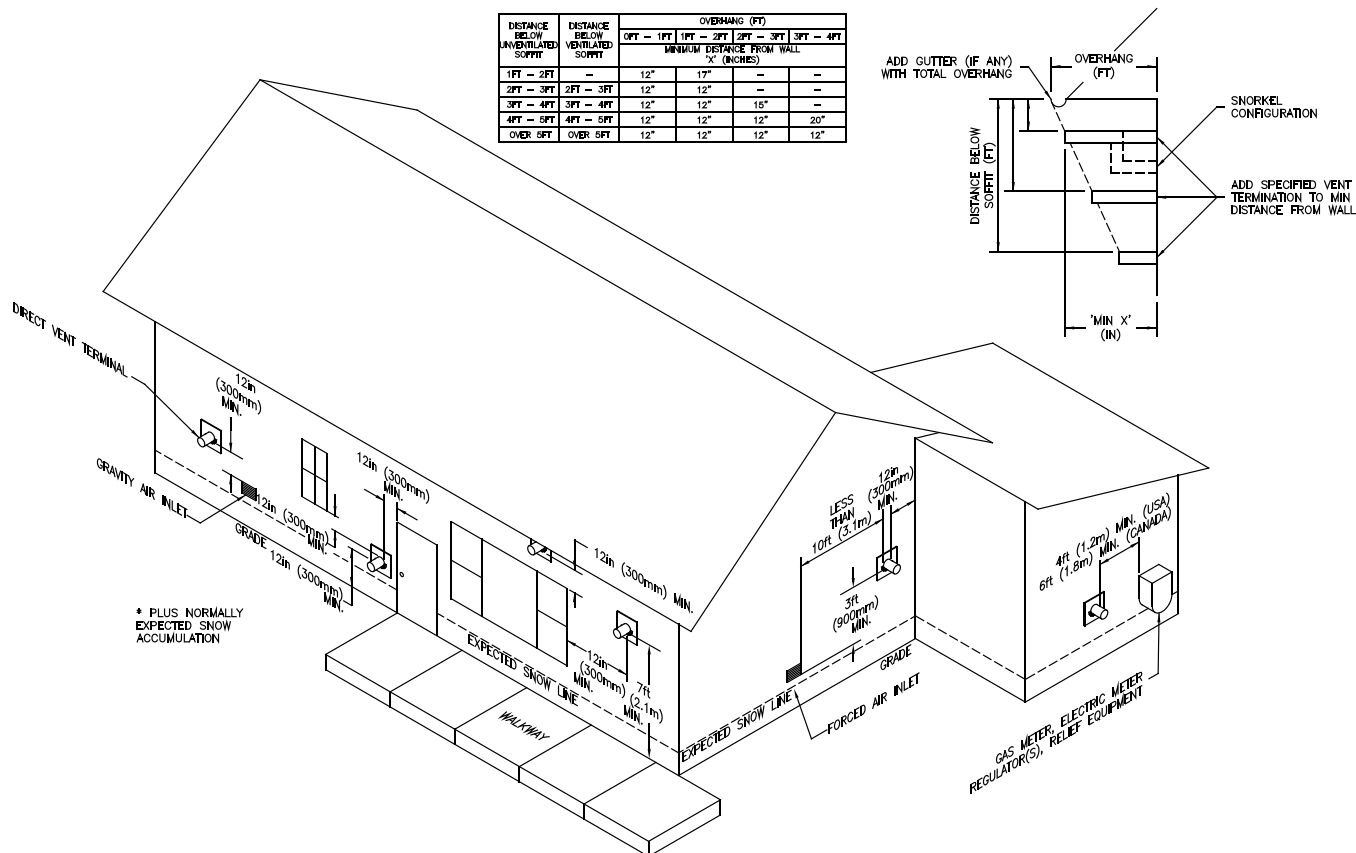 DISTANCE BELOW UNVENTILATED SOFFIT
DISTANCE BELOW VENTILATED SOFFIT
OVERHANG (FT)
0FT - 1FT 1FT - 2FT 2FT - 3FT 3FT - 4FT
MINIMUM DISTANCE FROM WALL
'X' (INCHES)
1FT - 2FT - 12" 17" - -
2FT - 3FT 2FT - 3FT 12" 12" - -
3FT - 4FT 3FT - 4FT 12" 12" 15" -
4FT - 5FT 4FT - 5FT 12" 12" 12" 20"
OVER 5FT OVER 5FT 12" 12" 12" 12"
ADD GUTTER (IF ANY)
WITH TOTAL OVERHANG
OVERHANG
(FT)
SNORKEL
CONFIGURATION
DISTANCE BELOW
SOFFIT (FT)
ADD SPECIFIED VENT
TERMINATION TO MIN
DISTANCE FROM WALL
'MIN X'
(IN)
DIRECT VENT TERMINAL
12in
(300mm)
MIN.
GRAVITY AIR INLET
12in (300mm)
MIN.
12in (300mm)
MIN.
GRADE
12in (300mm)
MIN.
* PLUS NORMALLY
EXPECTED SNOW
ACCUMULATION
12in (300mm) MIN.
12in
(300mm)
MIN.
7ft
(2.1m)
MIN.
EXPECTED SNOW LINE
WALKWAY
LESS
THAN
10ft (3.1m)
12in
(300mm)
MIN.
3ft
(900mm)
MIN.
GRADE
EXPECTED SNOW LINE
FORCED AIR INLET
4ft (1.2m) MIN. (USA)
6ft (1.8m) MIN. (CANADA)
GAS METER, ELECTRIC METER
REGULATOR(S), RELIEF EQUIPMENT